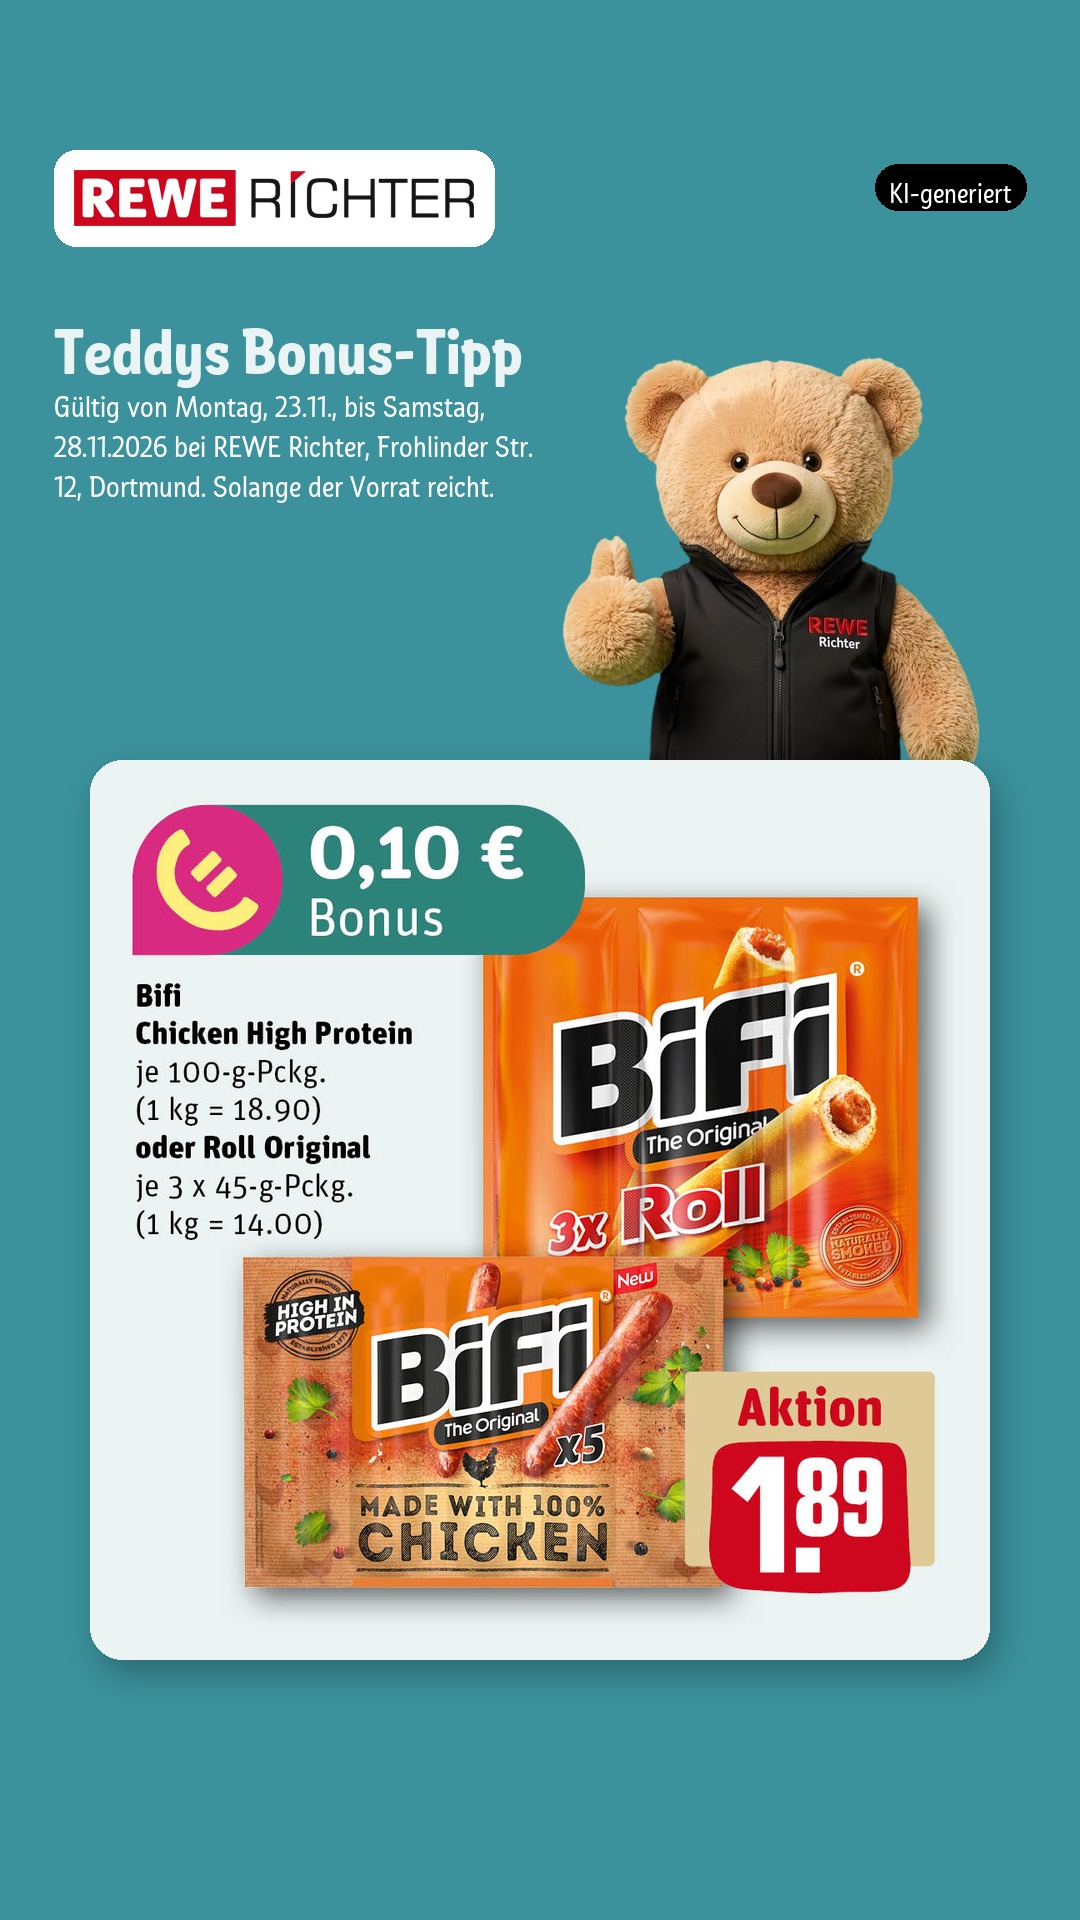 REWE RICHTER
KI-generiert
Teddys Bonus-Tipp
Gültig von Montag, 23.11., bis Samstag,
28.11.2026 bei REWE Richter, Frohlinder Str.
12, Dortmund. Solange der Vorrat reicht.
REWE
Richter
0,10 €
Bonus
Bifi
Chicken High Protein
je 100-g-Pckg.
(1 kg = 18.90)
oder Roll Original
je 3 x 45-g-Pckg.
(1 kg = 14.00)
BiFi ®
The Original
3x Roll
NATURALLY
SMOKED
NATURALLY SMOKED
HIGH IN
PROTEIN
New
BiFi ®
The Original
x5
MADE WITH 100%
CHICKEN
Aktion
1.89